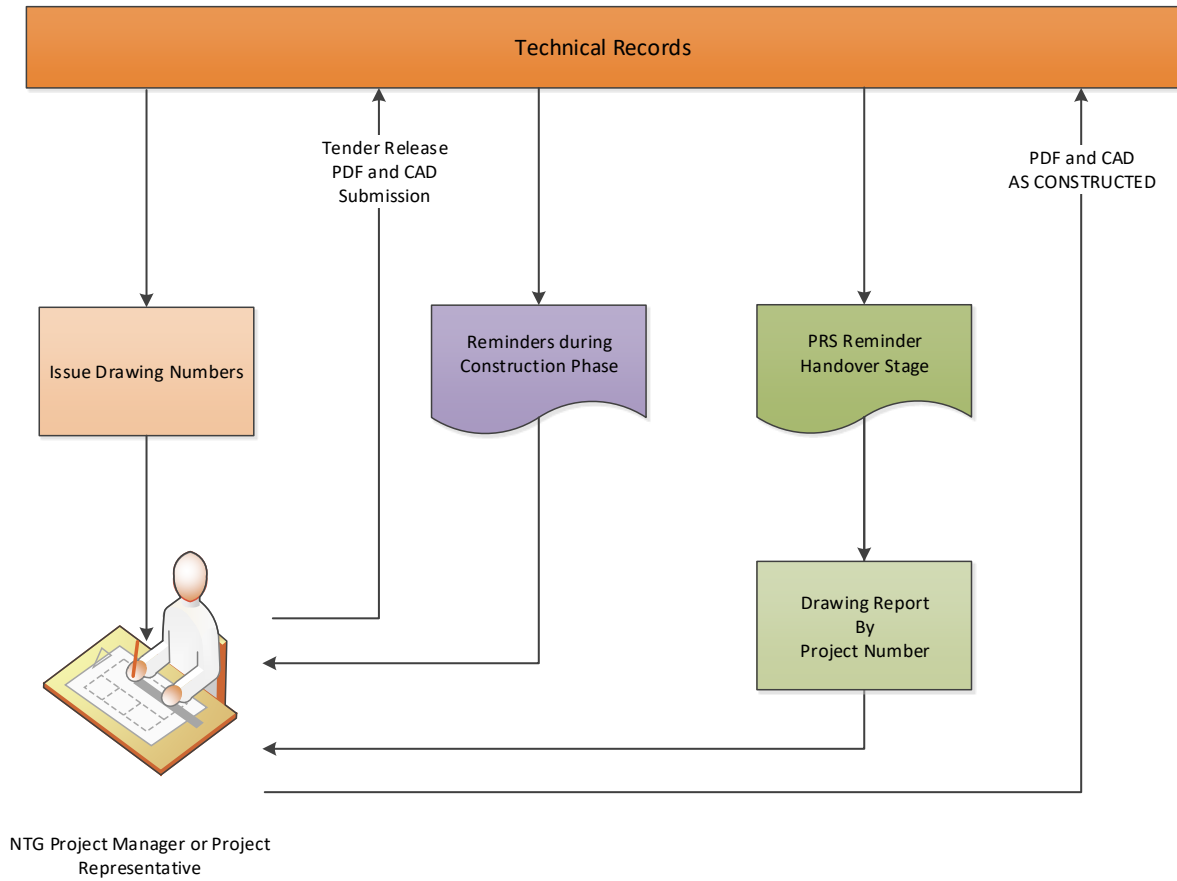 Technical Records
Tender Release
PDF and CAD
Submission
PDF and CAD
AS CONSTRUCTED
Issue Drawing Numbers
Reminders during
Construction Phase
PRS Reminder
Handover Stage
Drawing Report
By
Project Number
NTG Project Manager or Project
Representative